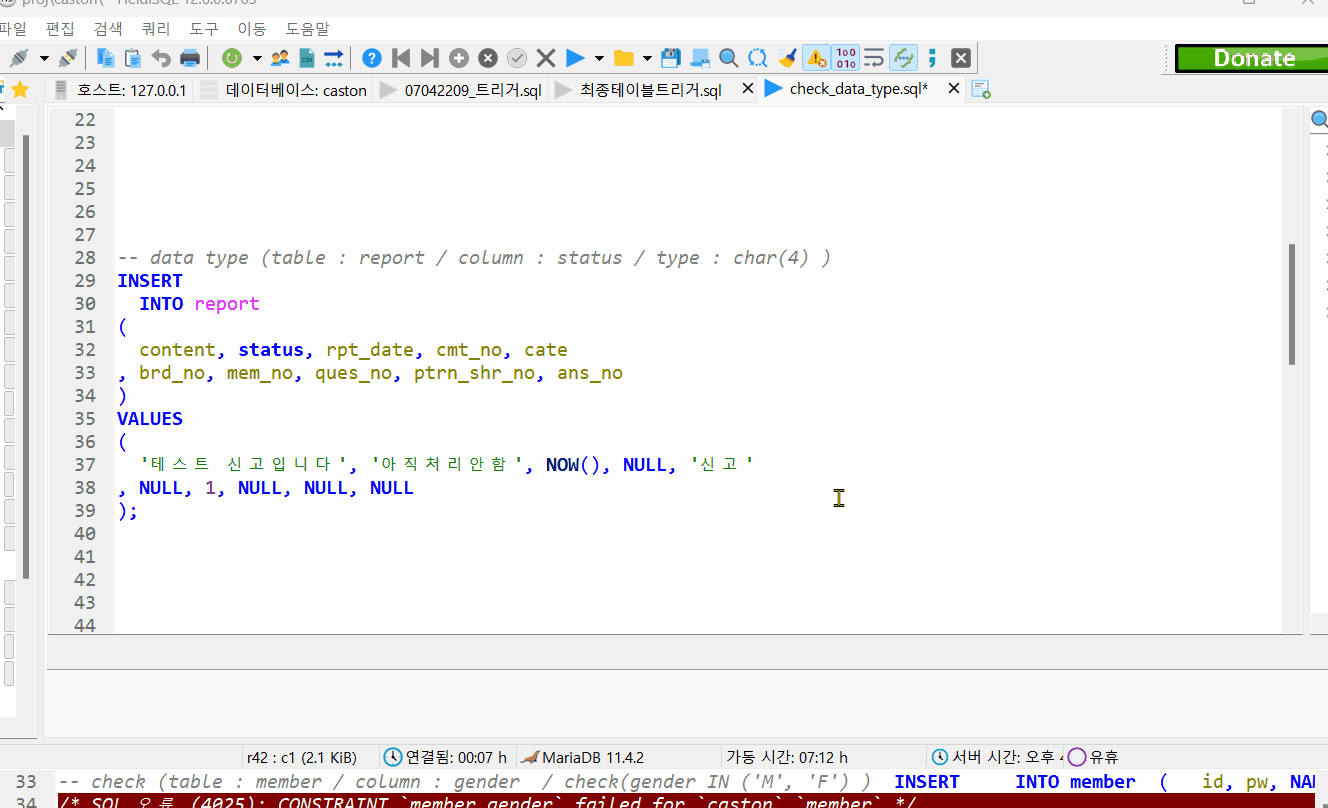 파일 편집 검색 쿼리 도구 이동 도움말
Donate
호스트: 127.0.0.1 데이터베이스: caston 07042209_트리거.sql 최종테이블트리거.sql check_data_type.sql*
22
23
24
25
26
27
28 -- data type (table : report / column : status / type : char(4) )
29 INSERT
30 INTO report
31 (
32 content, status, rpt_date, cmt_no, cate
33 , brd_no, mem_no, ques_no, ptrn_shr_no, ans_no
34 )
35 VALUES
36 (
37 '테스트 신고입니다', '아직처리안함', NOW(), NULL, '신고'
38 , NULL, 1, NULL, NULL, NULL
39 );
40
41
42
43
44
r42 : c1 (2.1 KiB) 연결됨: 00:07 h MariaDB 11.4.2 가동 시간: 07:12 h 서버 시간: 오후 유휴
33 -- check (table : member / column : gender / check(gender IN ('M', 'F') ) INSERT INTO member ( id, pw,
34 /* SQL 오류 (4025): CONSTRAINT `member_gender` failed for `caston`.`member` */